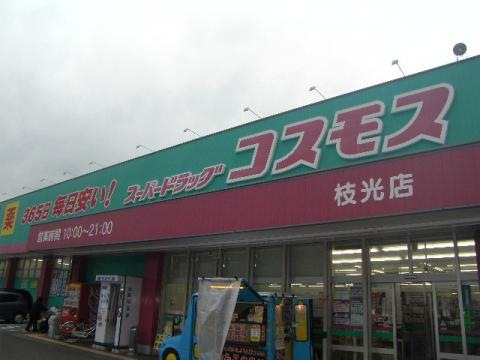 薬
365日 毎日安い！ スーパードラッグ コスモス
営業時間 10:00～21:00
枝光店